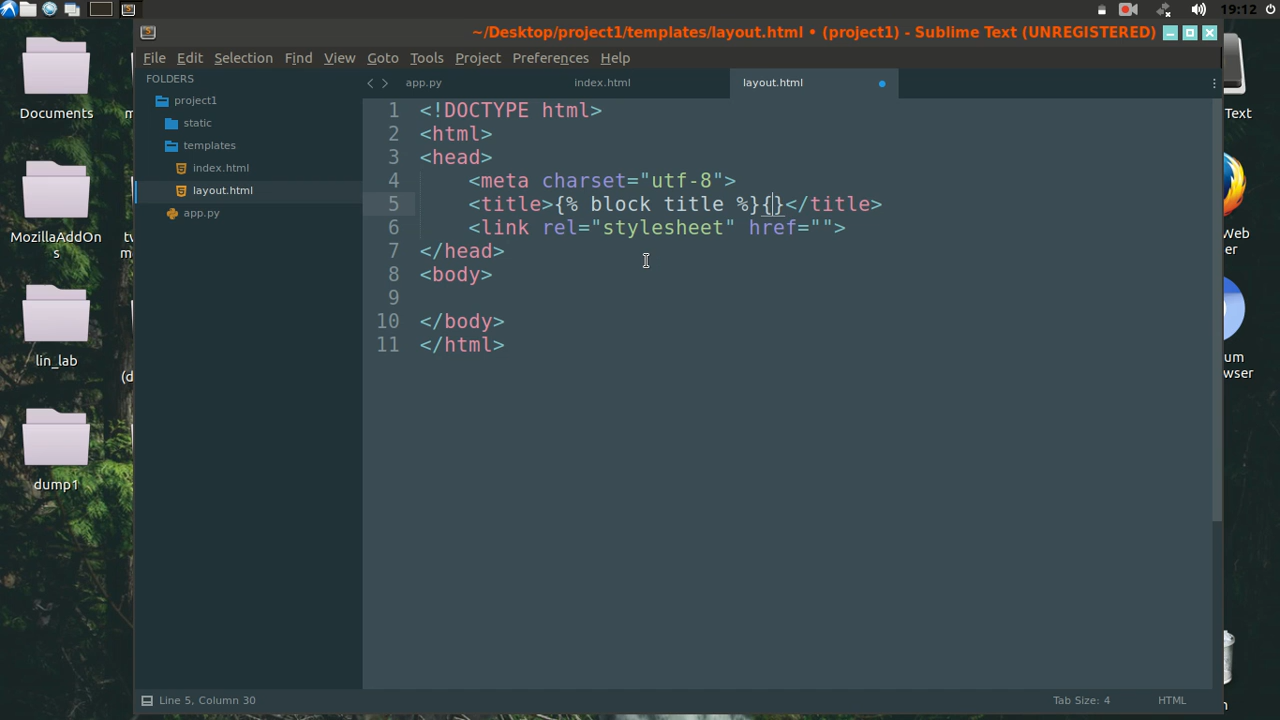 19:12
~/Desktop/project1/templates/layout.html • (project1) - Sublime Text (UNREGISTERED)
File Edit Selection Find View Goto Tools Project Preferences Help
FOLDERS
project1
static
templates
index.html
layout.html
app.py
app.py index.html layout.html
1 <!DOCTYPE html>
2 <html>
3 <head>
4 <meta charset="utf-8">
5 <title>{% block title %}{}</title>
6 <link rel="stylesheet" href="">
7 </head>
8 <body>
9
10 </body>
11 </html>
Documents
MozillaAddOn
s
lin_lab
dump1
Text
Line 5, Column 30
Tab Size: 4
HTML